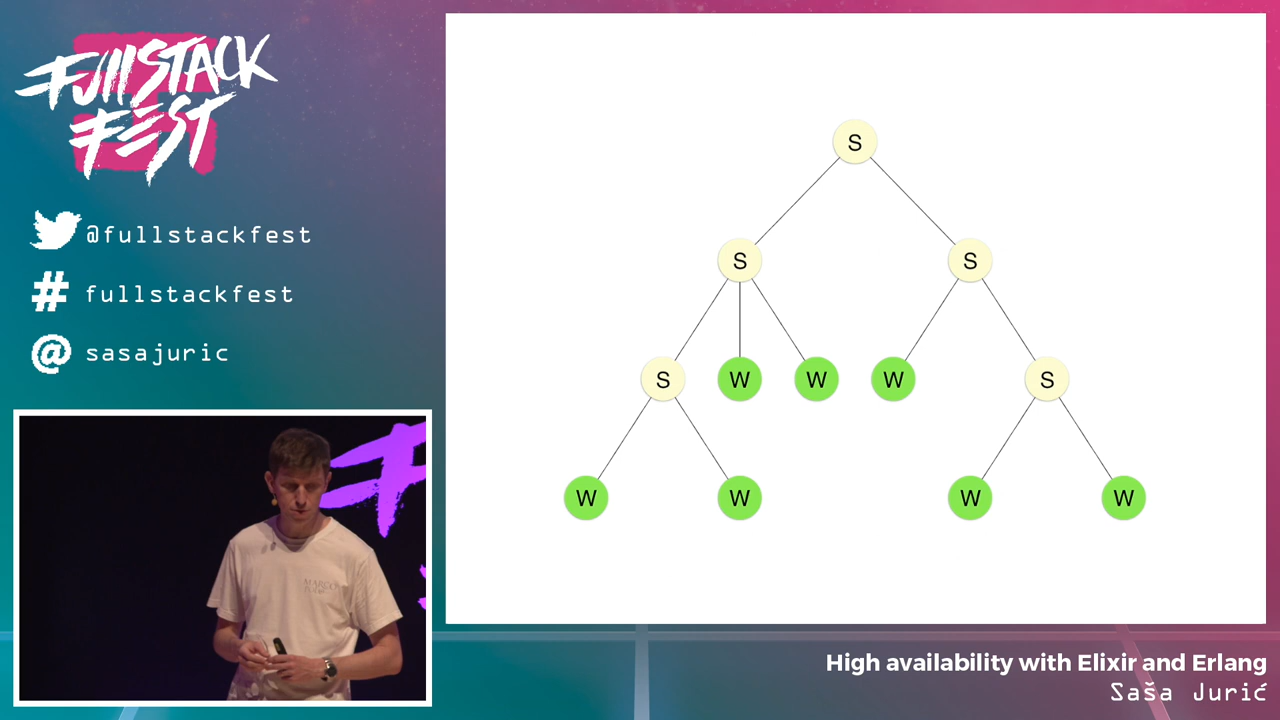 FullSTACK
FEST
@fullstackfest
# fullstackfest
@ sasajuric
S
S S
S W W W S
W W W W
High availability with Elixir and Erlang
Saša Jurić